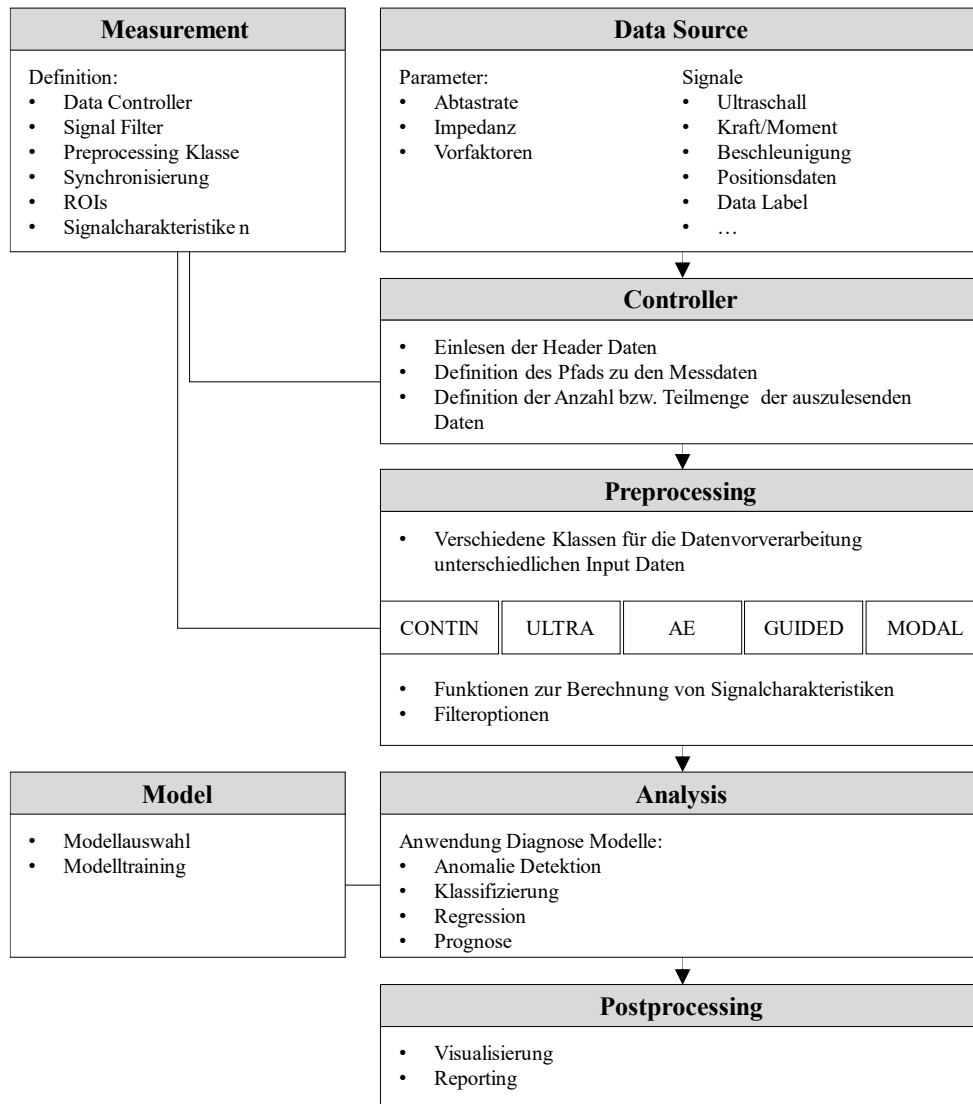 Measurement
Definition:
• Data Controller
• Signal Filter
• Preprocessing Klasse
• Synchronisierung
• ROIs
• Signalcharakteristike n
Data Source
Parameter:
• Abtastrate
• Impedanz
• Vorfaktoren
Signale
• Ultraschall
• Kraft/Moment
• Beschleunigung
• Positionsdaten
• Data Label
• …
Controller
• Einlesen der Header Daten
• Definition des Pfads zu den Messdaten
• Definition der Anzahl bzw. Teilmenge der auszulesenden
Daten
Preprocessing
• Verschiedene Klassen für die Datenvorverarbeitung
unterschiedlichen Input Daten
CONTIN
ULTRA
AE
GUIDED
MODAL
• Funktionen zur Berechnung von Signalcharakteristiken
• Filteroptionen
Model
• Modellauswahl
• Modelltraining
Analysis
Anwendung Diagnose Modelle:
• Anomalie Detektion
• Klassifizierung
• Regression
• Prognose
Postprocessing
• Visualisierung
• Reporting